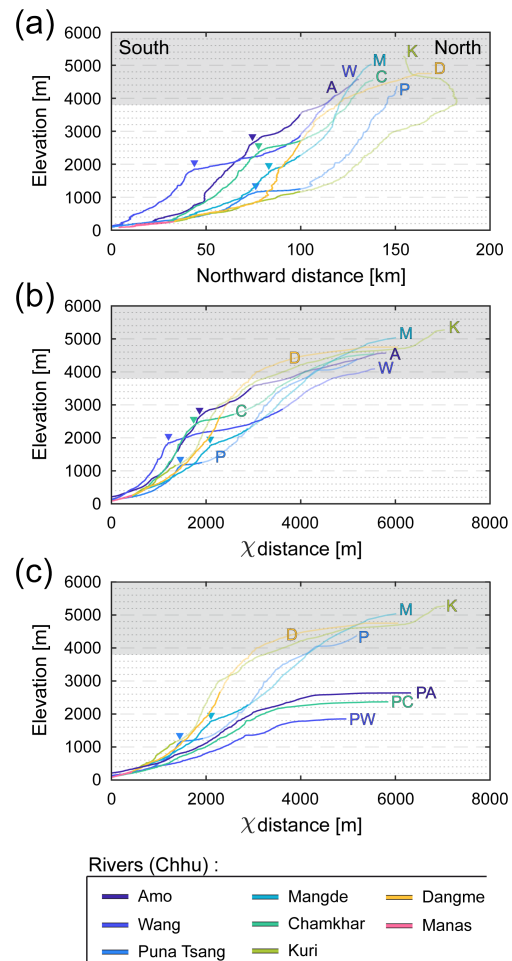 (a)
South
North
K
M
W
D
C
A
P
Elevation [m]
6000
5000
4000
3000
2000
1000
0
0
50
100
150
200
Northward distance [km]
(b)
K
M
D
A
W
C
P
Elevation [m]
6000
5000
4000
3000
2000
1000
0
0
2000
4000
6000
8000
χ distance [m]
(c)
K
M
D
P
PA
PC
PW
Elevation [m]
6000
5000
4000
3000
2000
1000
0
0
2000
4000
6000
8000
χ distance [m]
Rivers (Chhu) :
Amo
Mangde
Dangme
Wang
Chamkhar
Manas
Puna Tsang
Kuri